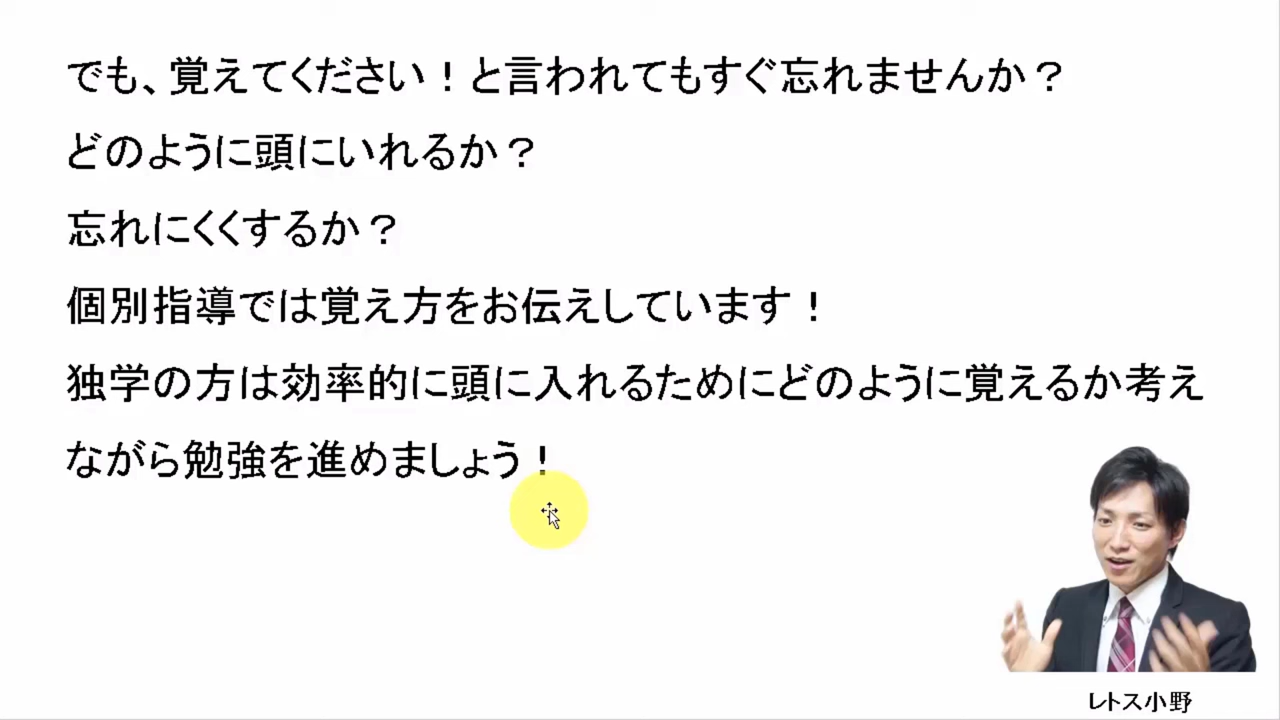 でも、覚えてください！と言われてもすぐ忘れませんか？
どのように頭にいれるか？
忘れにくくするか？
個別指導では覚え方をお伝えしています！
独学の方は効率的に頭に入れるためにどのように覚えるか考え
ながら勉強を進めましょう！
レトス小野